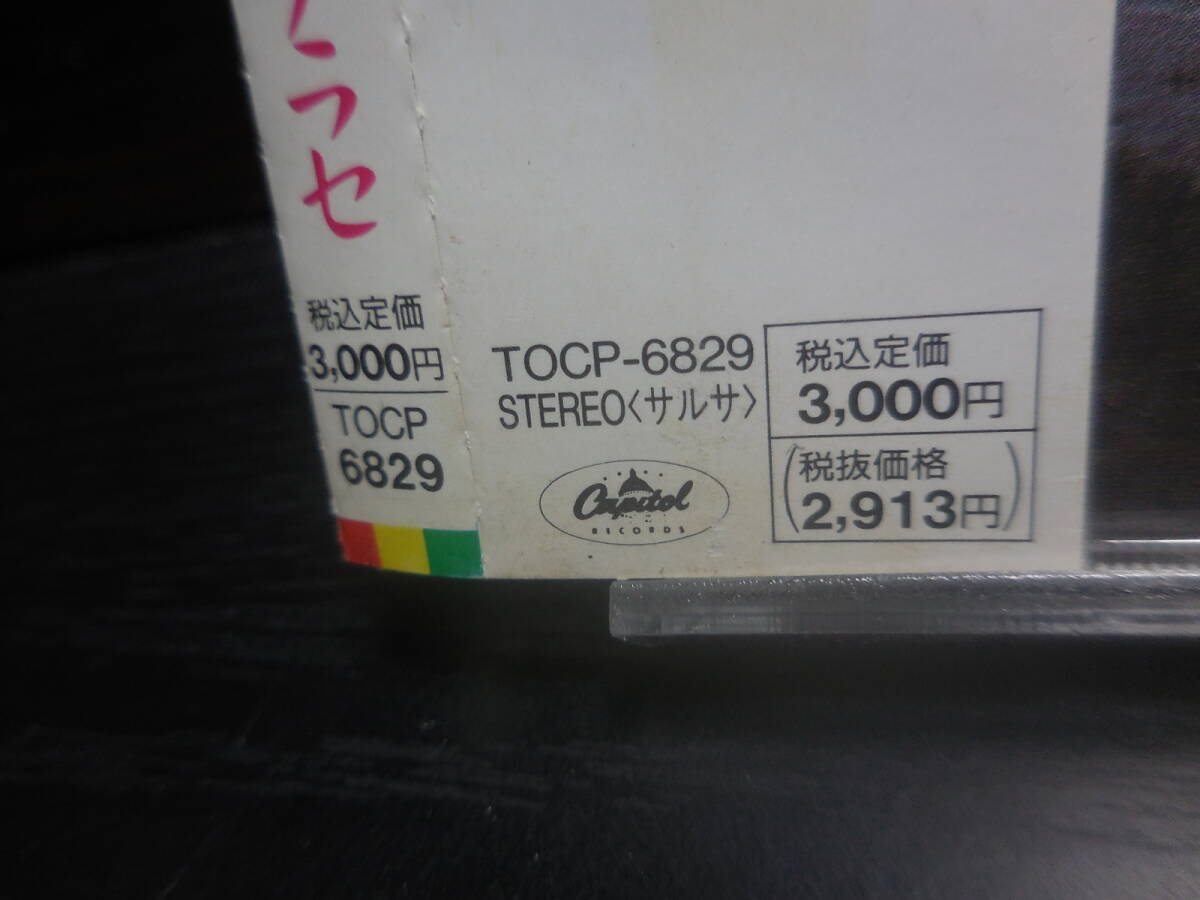 ラセ
税込定価
3,000円
TOCP
6829
TOCP-6829
STEREO〈サルサ〉
Capitol
RECORDS
税込定価
3,000円
(税抜価格
2,913円)